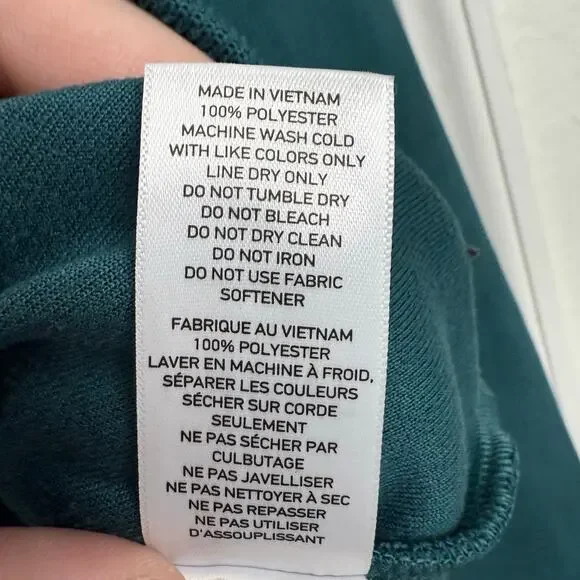 MADE IN VIETNAM
100% POLYESTER
MACHINE WASH COLD
WITH LIKE COLORS ONLY
LINE DRY ONLY
DO NOT TUMBLE DRY
DO NOT BLEACH
DO NOT DRY CLEAN
DO NOT IRON
DO NOT USE FABRIC
SOFTENER
FABRIQUE AU VIETNAM
100% POLYESTER
LAVER EN MACHINE À FROID,
SÉPARER LES COULEURS
SÉCHER SUR CORDE
SEULEMENT
NE PAS SÉCHER PAR
CULBUTAGE
NE PAS JAVELLISER
NE PAS NETTOYER À SEC
NE PAS REPASSER
NE PAS UTILISER
D'ASSOUPLISSANT